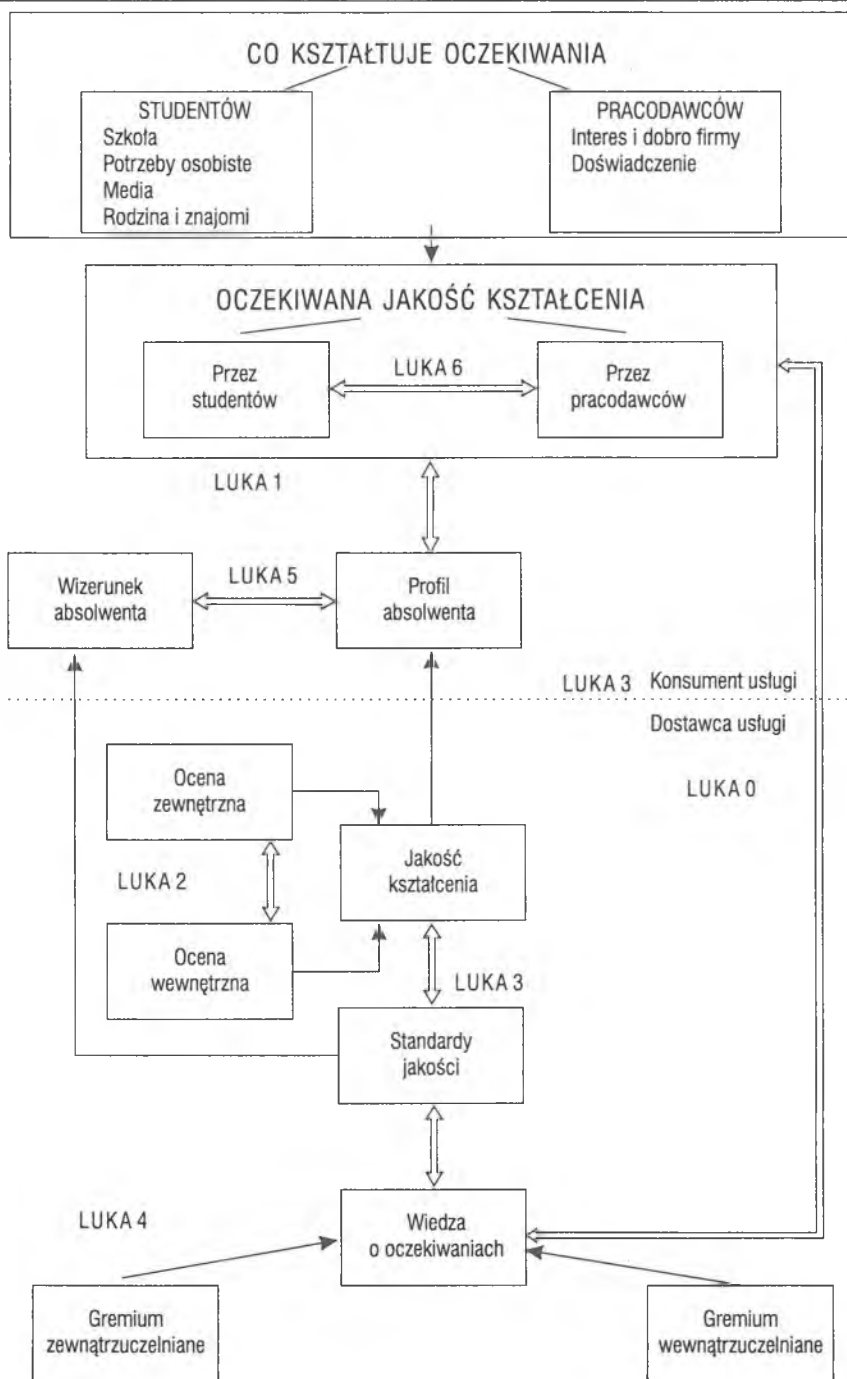 CO KSZTAŁTUJE OCZEKIWANIA
STUDENTÓW
Szkoła
Potrzeby osobiste
Media
Rodzina i znajomi
PRACODAWCÓW
Interes i dobro firmy
Doświadczenie
OCZEKIWANA JAKOŚĆ KSZTAŁCENIA
Przez
studentów
LUKA 6
Przez
pracodawców
LUKA 1
Wizerunek
absolwenta
LUKA 5
Profil
absolwenta
LUKA 3 Konsument usługi
Dostawca usługi
LUKA 0
Ocena
zewnętrzna
LUKA 2
Jakość
kształcenia
Ocena
wewnętrzna
LUKA 3
Standardy
jakości
LUKA 4
Wiedza
o oczekiwaniach
Gremium
zewnątrzuczelniane
Gremium
wewnątrzuczelniane